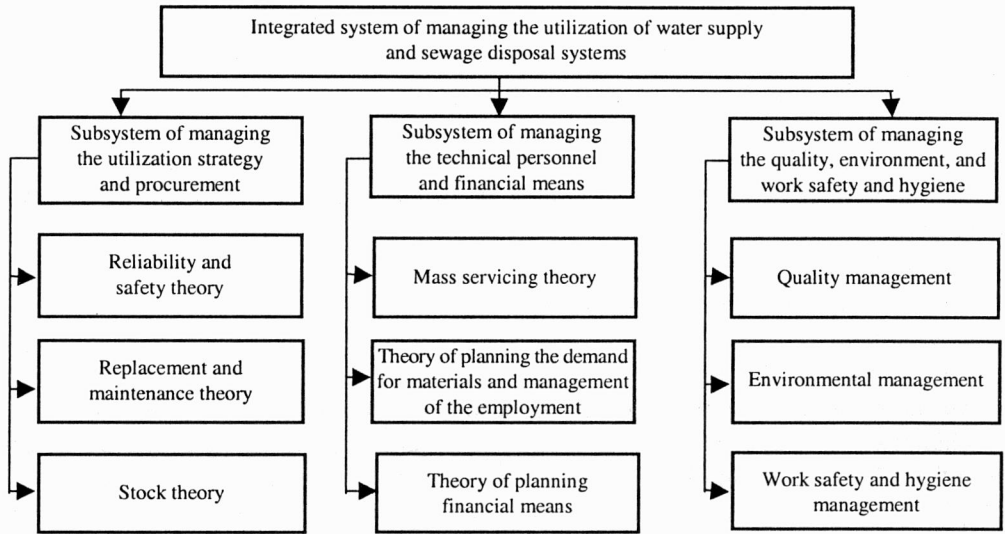 Integrated system of managing the utilization of water supply
and sewage disposal systems
Subsystem of managing
the utilization strategy
and procurement
Subsystem of managing
the technical personnel
and financial means
Subsystem of managing
the quality, environment, and
work safety and hygiene
Reliability and
safety theory
Mass servicing theory
Quality management
Replacement and
maintenance theory
Theory of planning the demand
for materials and management
of the employment
Environmental management
Stock theory
Theory of planning
financial means
Work safety and hygiene
management